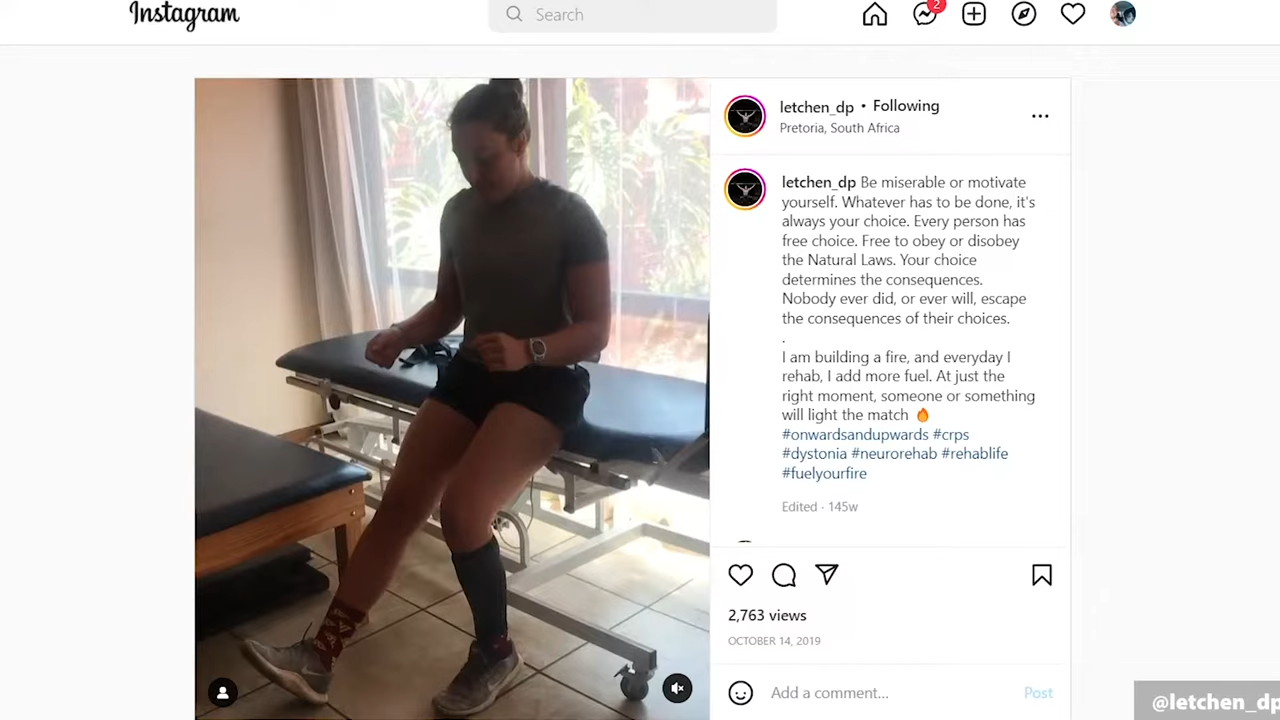 Instagram
Search
2
letchen_dp • Following
Pretoria, South Africa
letchen_dp Be miserable or motivate
yourself. Whatever has to be done, it's
always your choice. Every person has
free choice. Free to obey or disobey
the Natural Laws. Your choice
determines the consequences.
Nobody ever did, or ever will, escape
the consequences of their choices.
.
I am building a fire, and everyday I
rehab, I add more fuel. At just the
right moment, someone or something
will light the match 🔥
#onwardsandupwards #crps
#dystonia #neurorehab #rehablife
#fuelyourfire
Edited · 145w
2,763 views
OCTOBER 14, 2019
Add a comment...
Post
@letchen_dp